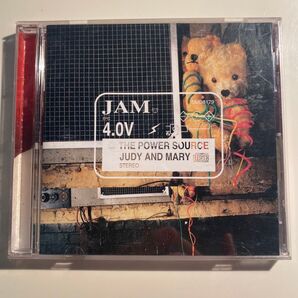 JAM
4.0V
THE POWER SOURCE
JUDY AND MARY
STEREO